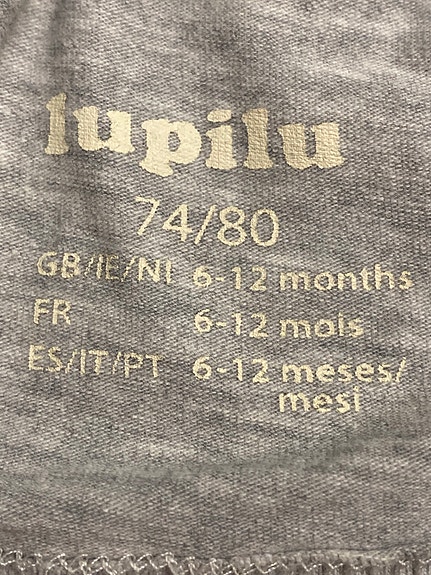 lupilu
74/80
GB/IE/NI 6-12 months
FR 6-12 mois
ES/IT/PT 6-12 meses/
mesi